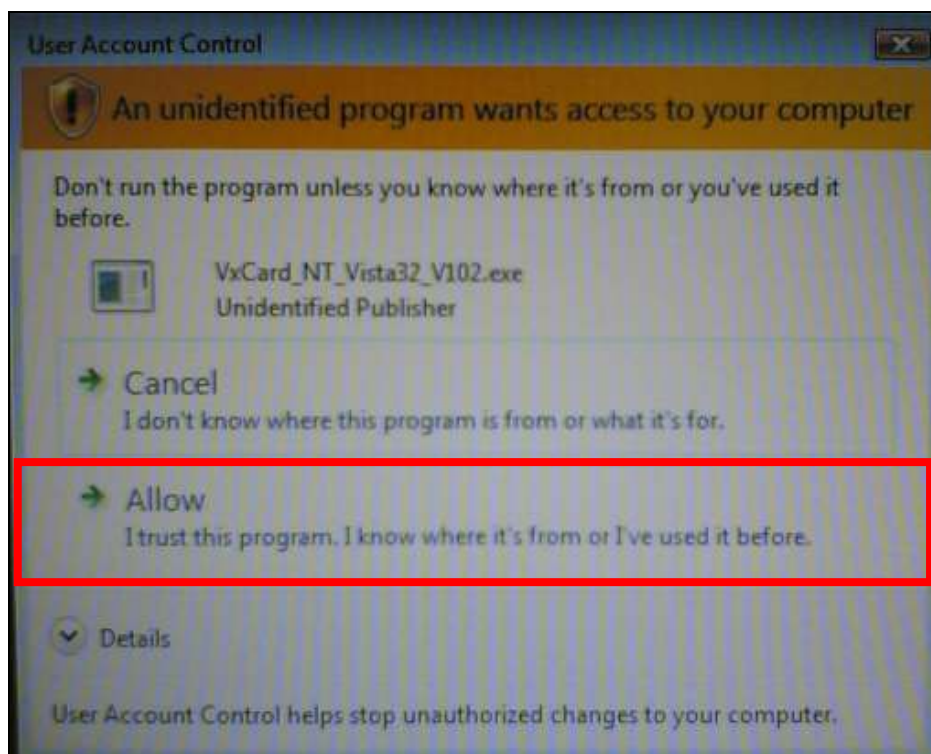 User Account Control
An unidentified program wants access to your computer
Don't run the program unless you know where it's from or you've used it
before.
VxCard_NT_Vista32_V102.exe
Unidentified Publisher
Cancel
I don't know where this program is from or what it's for.
Allow
I trust this program. I know where it's from or I've used it before.
Details
User Account Control helps stop unauthorized changes to your computer.